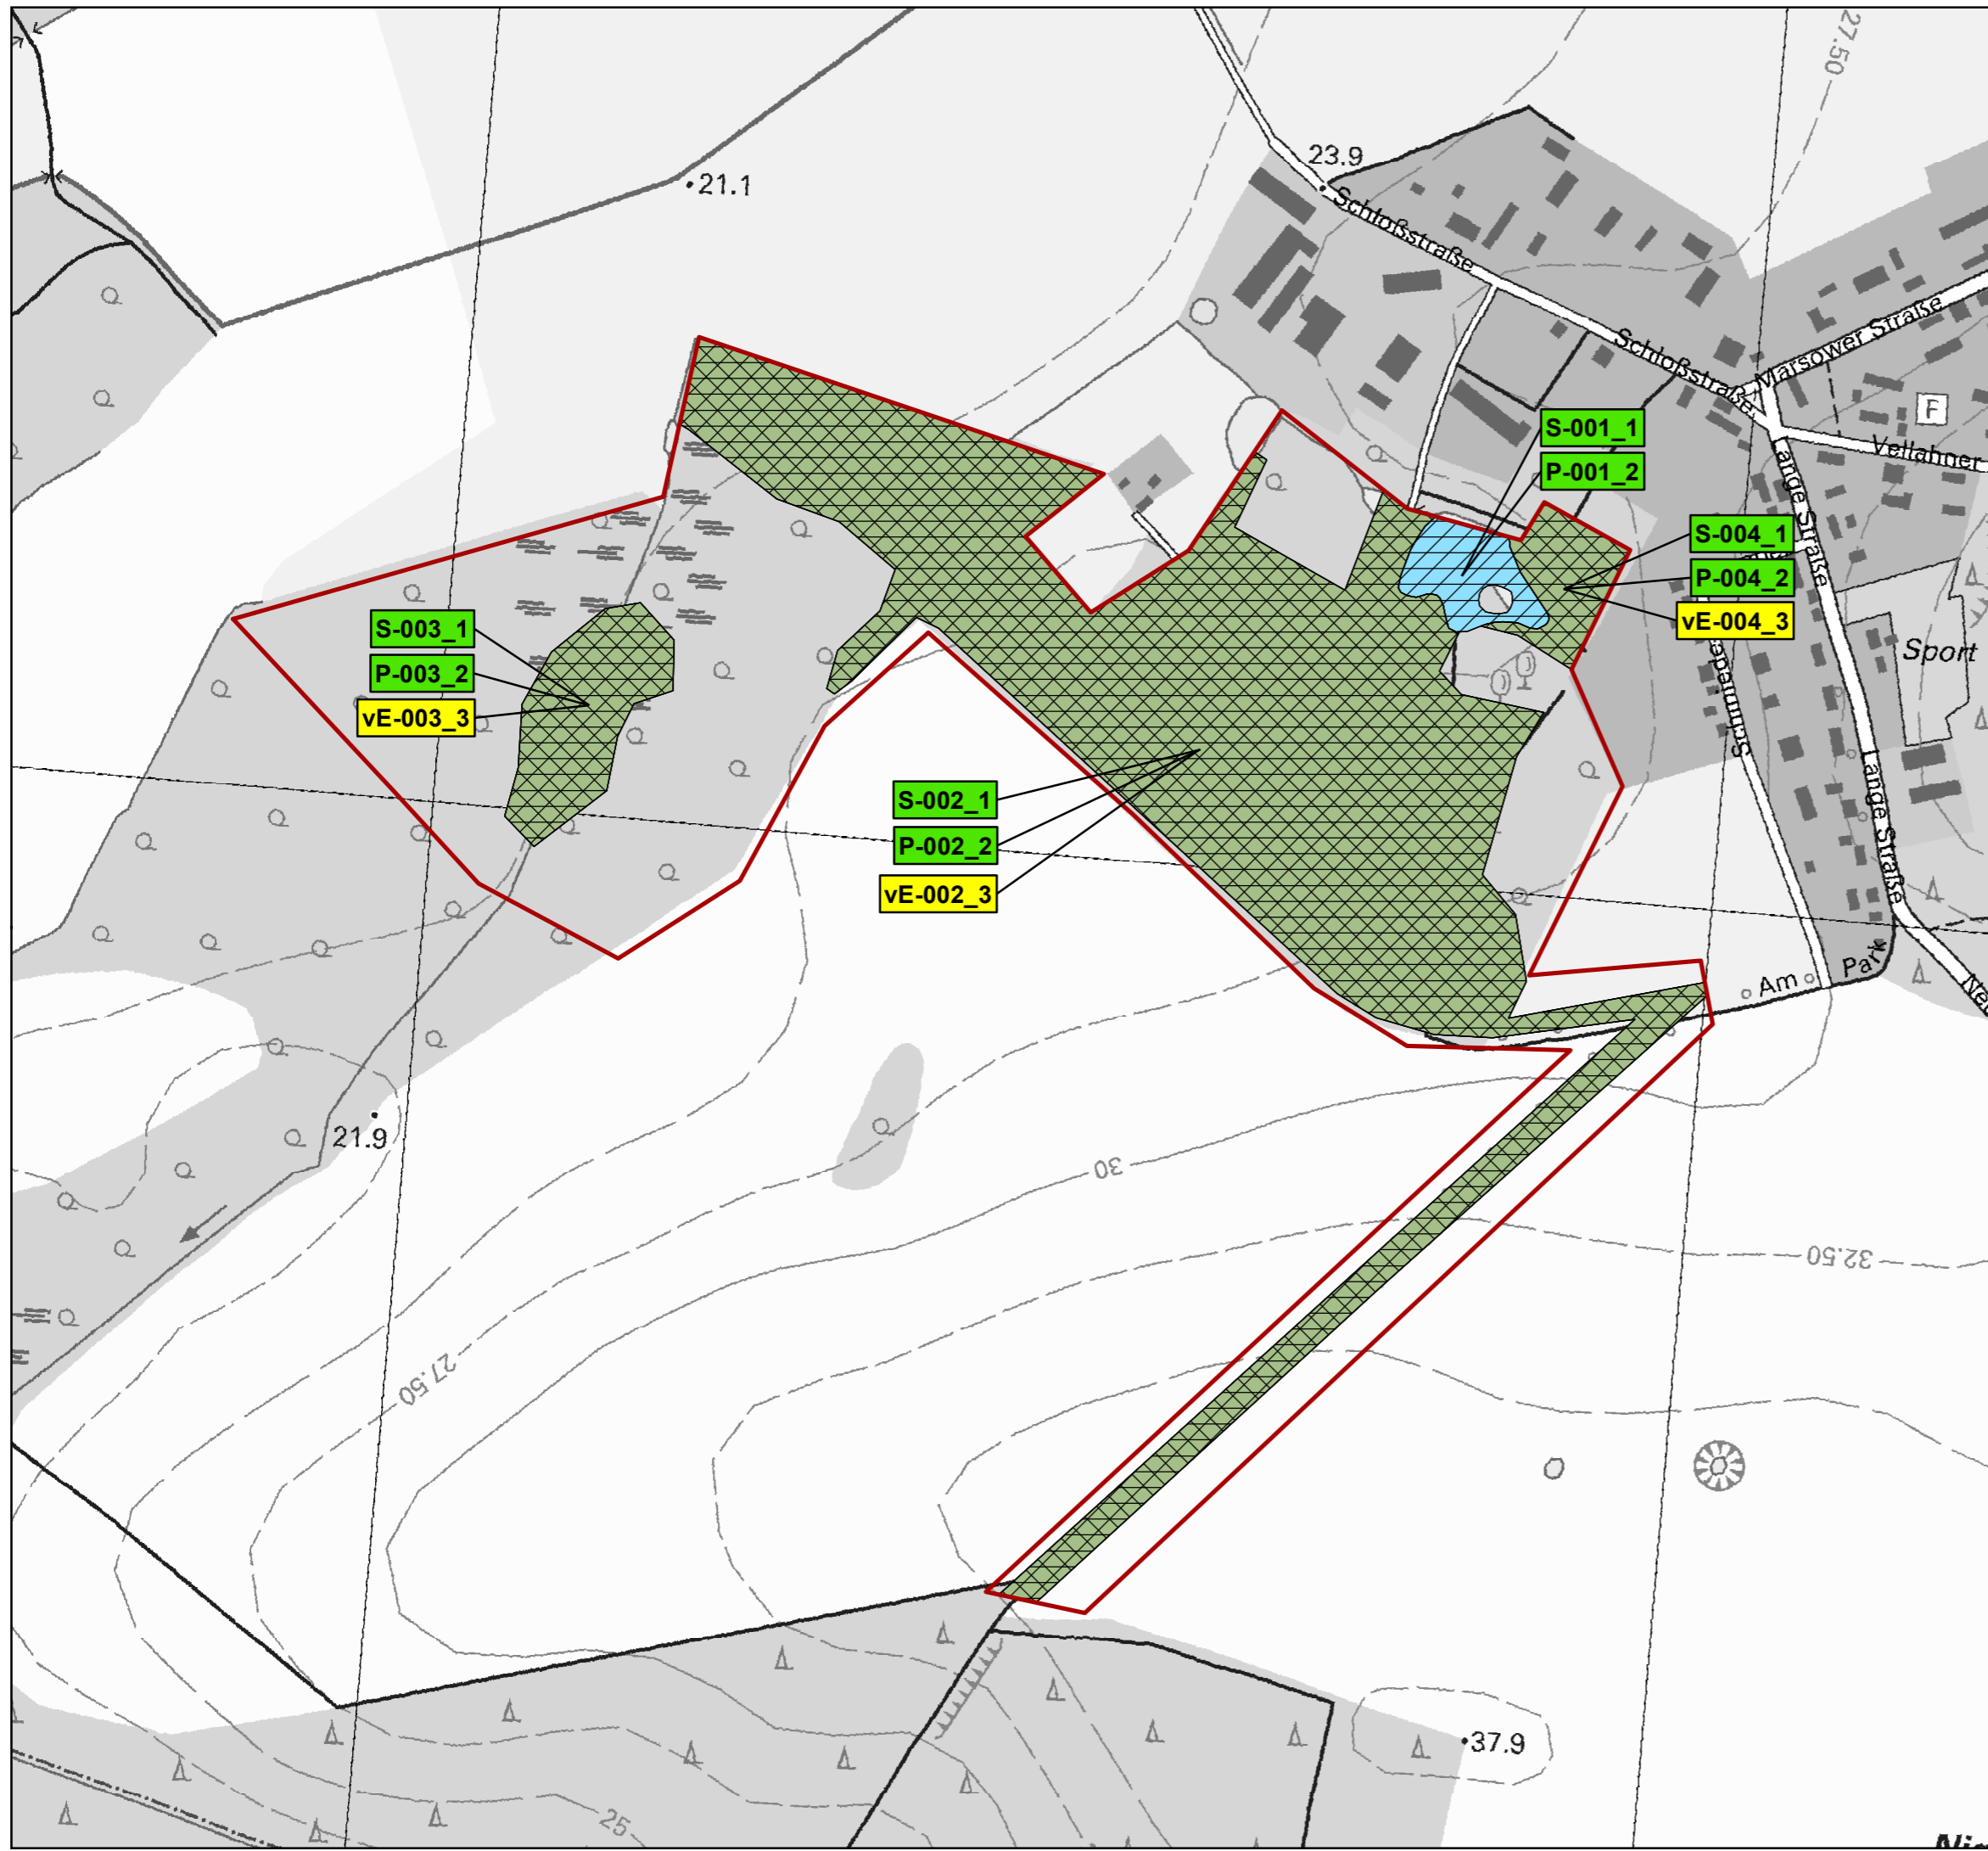 27.50
23.9
21.1
Schloßstraße
Schloßstraße
Marsower Straße
F
Vellahner
S-001_1
P-001_2
Lange Straße
S-004_1
P-004_2
vE-004_3
S-003_1
P-003_2
vE-003_3
Sport
S-002_1
P-002_2
vE-002_3
Lange Straße
Am Park
21.9
30
32.50
27.50
37.9
25